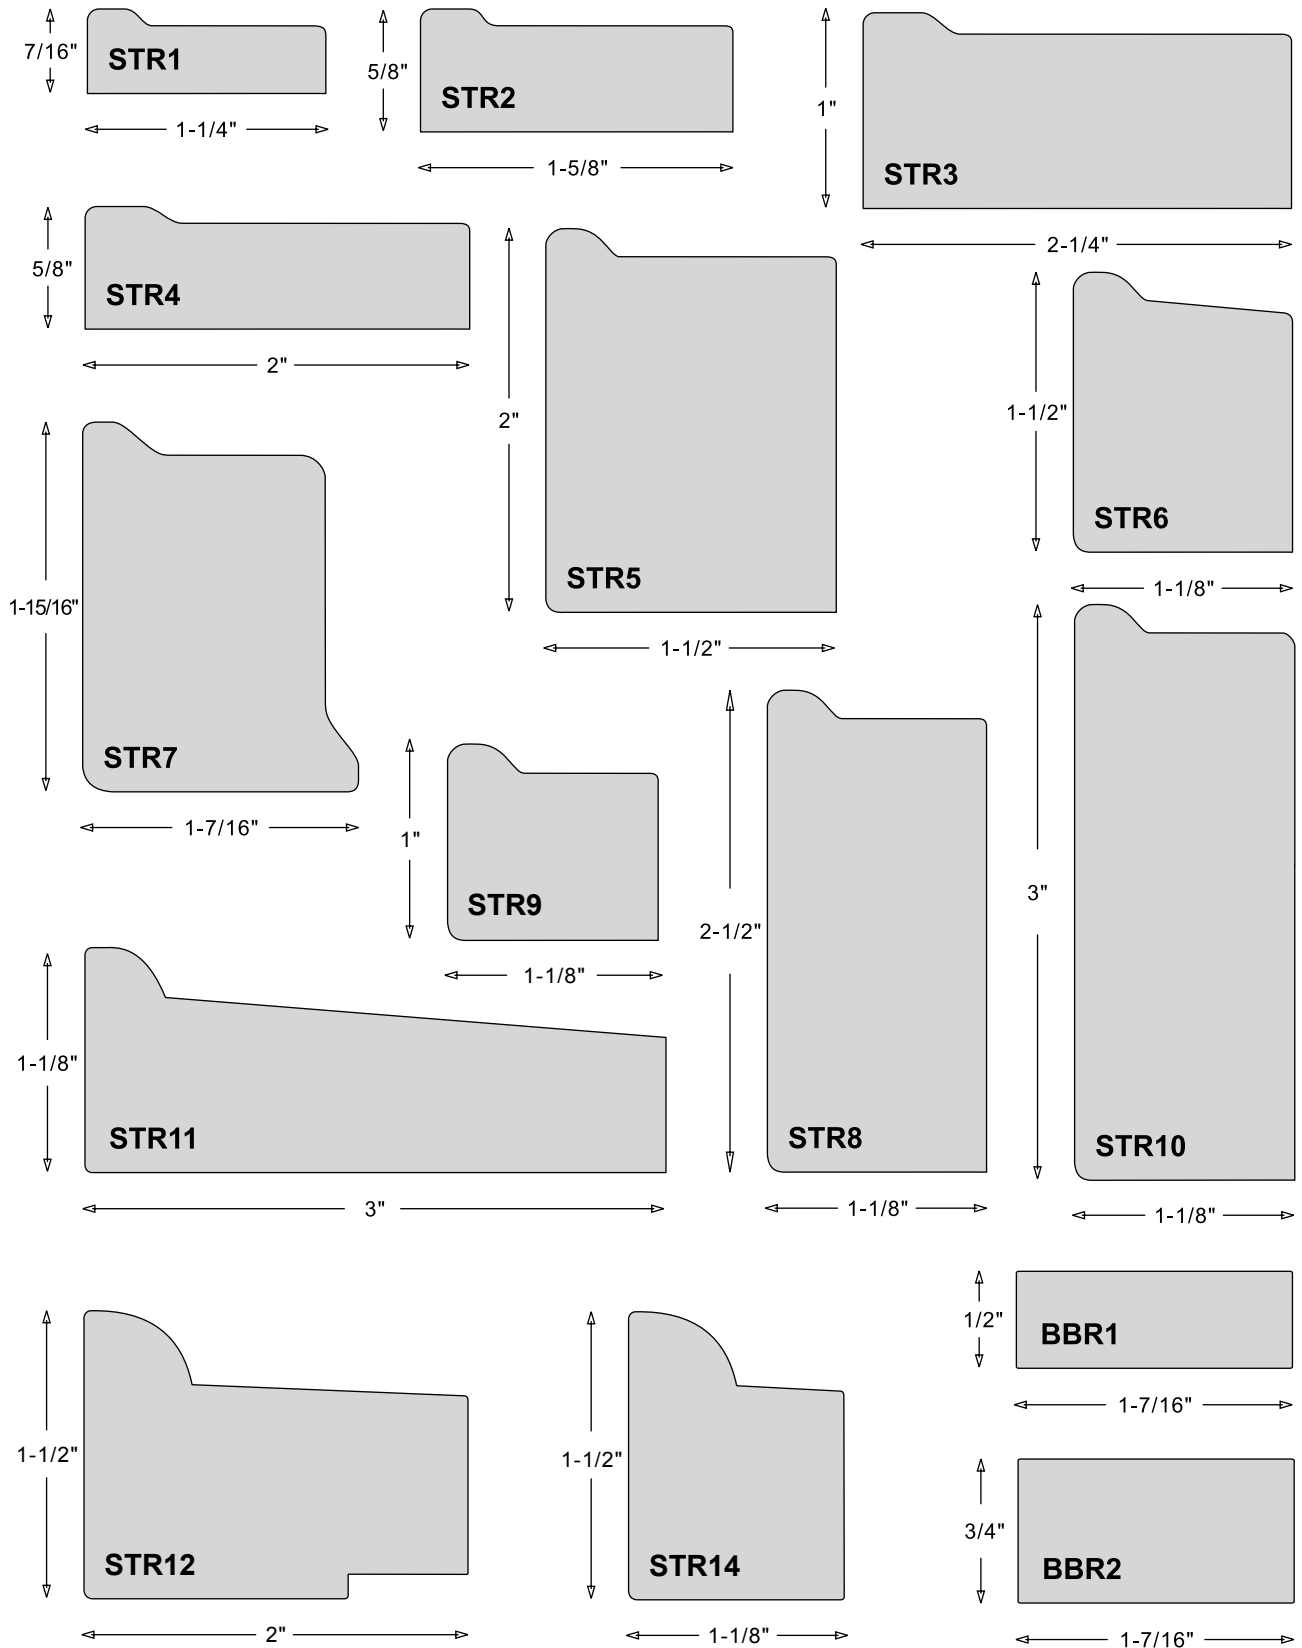 7/16"
STR1
1-1/4"
5/8"
STR2
1-5/8"
1"
STR3
2-1/4"
5/8"
STR4
2"
2"
STR5
1-1/2"
1-1/2"
STR6
1-1/8"
1-15/16"
STR7
1-7/16"
1"
STR9
1-1/8"
2-1/2"
STR8
1-1/8"
3"
STR10
1-1/8"
1-1/8"
STR11
3"
1-1/2"
STR12
2"
1-1/2"
STR14
1-1/8"
1/2"
BBR1
1-7/16"
3/4"
BBR2
1-7/16"